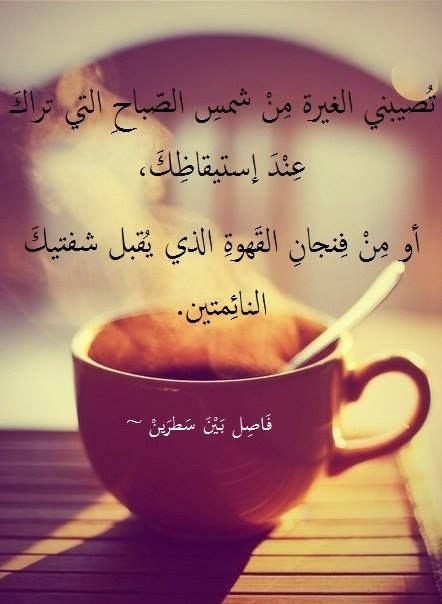 تُصيبني الغيرة مِنْ شمسِ الصّباحِ التي تراكَ
عِنْدَ إستيقاظِكَ،
أو مِنْ فِنجانِ القَهوةِ الذي يُقبل شفتيكَ
النائِمتين.
فَاصِل بَيْنَ سَطرَينْ ~